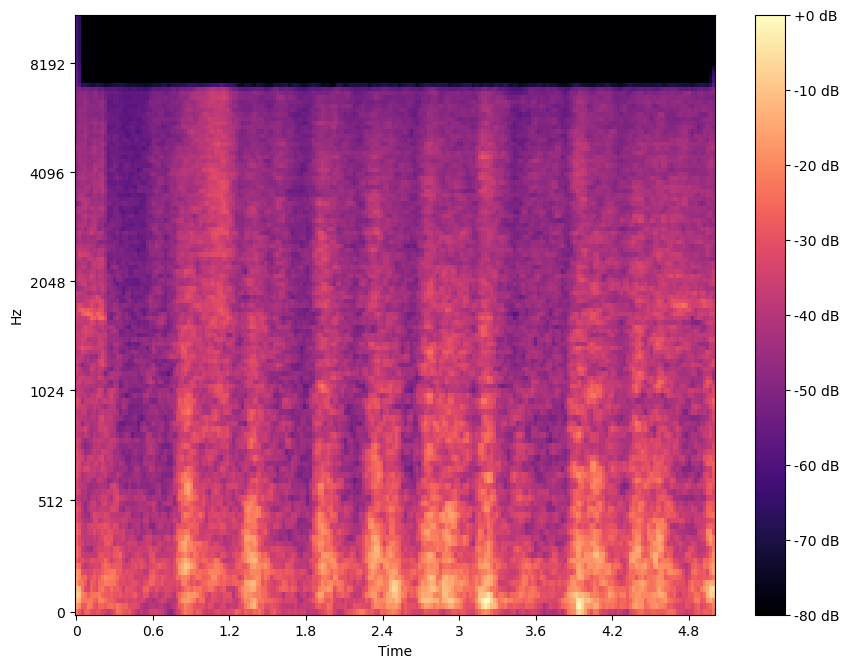 +0 dB
8192
-10 dB
4096
-20 dB
-30 dB
2048
Hz
-40 dB
1024
-50 dB
-60 dB
512
-70 dB
0
-80 dB
0 0.6 1.2 1.8 2.4 3 3.6 4.2 4.8
Time